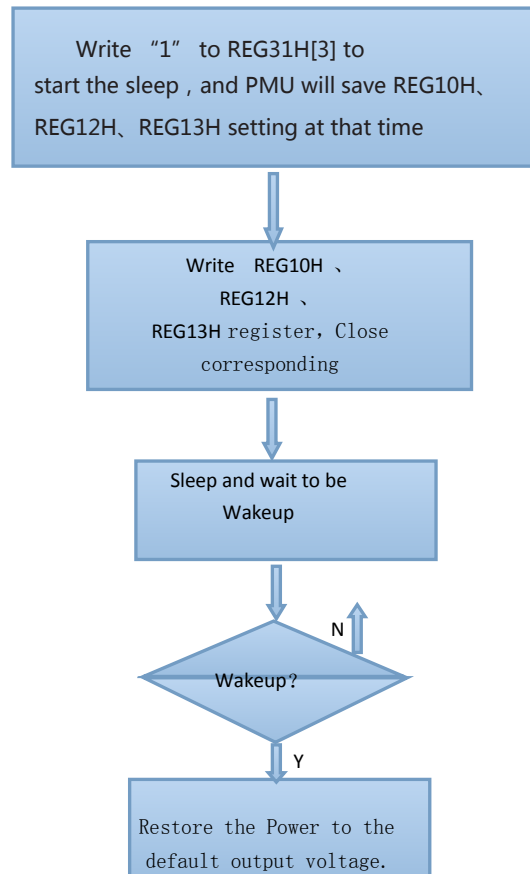 Write “1” to REG31H[3] to
start the sleep , and PMU will save REG10H、
REG12H、REG13H setting at that time
Write REG10H 、
REG12H 、
REG13H register，Close
corresponding
Sleep and wait to be
Wakeup
N
Wakeup？
Y
Restore the Power to the
default output voltage.